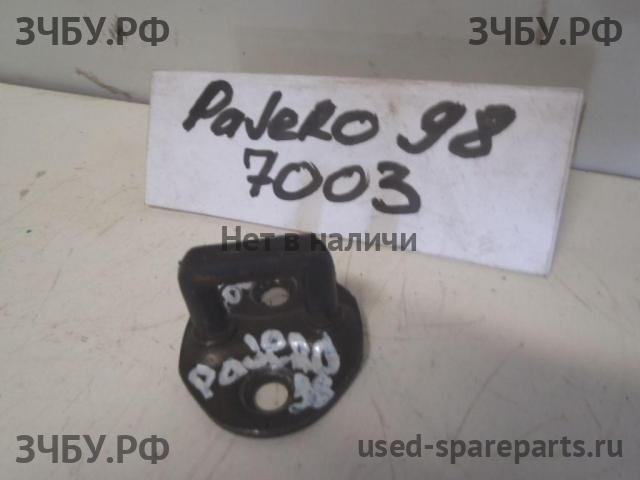 ЗЧБУ.РФ
ЗЧБУ.РФ
PaJeRO 98
7003
Нет в наличи
PaJERO
98
ЗЧБУ.РФ
used-spareparts.ru